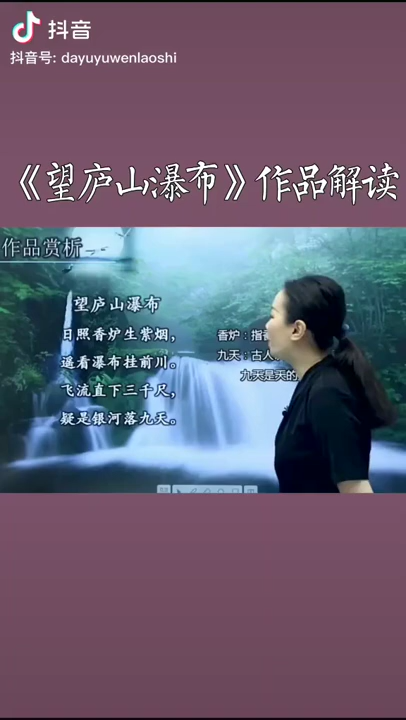 抖音
抖音号: dayuyuwenlaoshi
《望庐山瀑布》作品解读
作品赏析
望庐山瀑布
日照香炉生紫烟，
遥看瀑布挂前川。
飞流直下三千尺，
疑是银河落九天。
香炉：指香
九天：古人
九天是天的